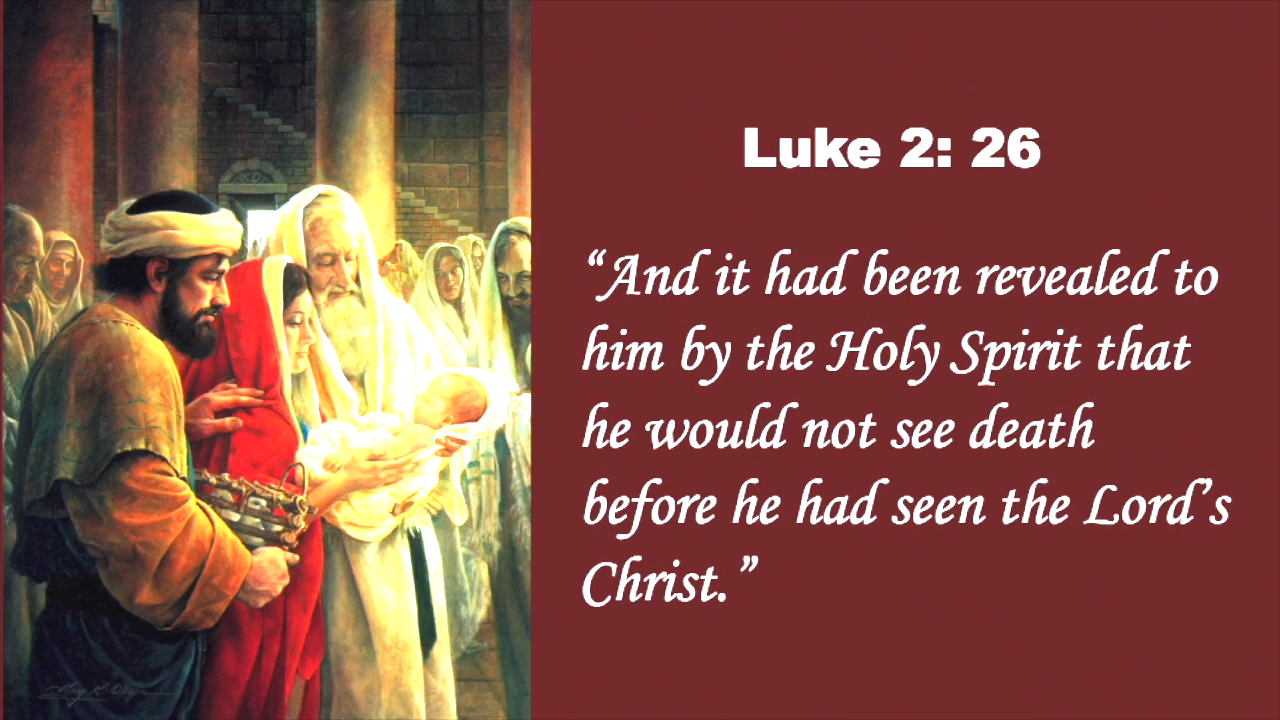 Luke 2: 26
“And it had been revealed to
him by the Holy Spirit that
he would not see death
before he had seen the Lord’s
Christ.”